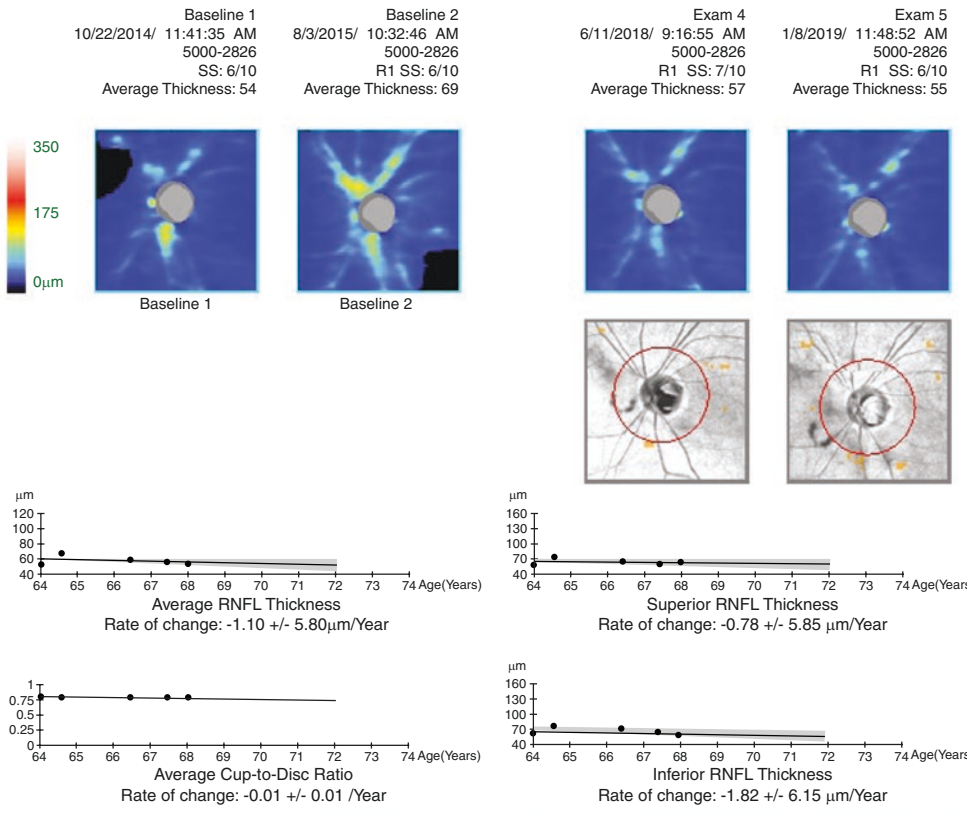 Baseline 1
10/22/2014/ 11:41:35 AM
5000-2826
SS: 6/10
Average Thickness: 54
Baseline 2
8/3/2015/ 10:32:46 AM
5000-2826
R1 SS: 6/10
Average Thickness: 69
Exam 4
6/11/2018/ 9:16:55 AM
5000-2826
R1 SS: 7/10
Average Thickness: 57
Exam 5
1/8/2019/ 11:48:52 AM
5000-2826
R1 SS: 6/10
Average Thickness: 55
350
175
0μm
Baseline 1
Baseline 2
μm
120
100
80
60
40
64 65 66 67 68 69 70 71 72 73 74 Age(Years)
Average RNFL Thickness
Rate of change: -1.10 +/- 5.80μm/Year
μm
160
130
100
70
40
64 65 66 67 68 69 70 71 72 73 74 Age(Years)
Superior RNFL Thickness
Rate of change: -0.78 +/- 5.85 μm/Year
1
0.75
0.5
0.25
0
64 65 66 67 68 69 70 71 72 73 74 Age(Years)
Average Cup-to-Disc Ratio
Rate of change: -0.01 +/- 0.01 /Year
μm
160
130
100
70
40
64 65 66 67 68 69 70 71 72 73 74 Age(Years)
Inferior RNFL Thickness
Rate of change: -1.82 +/- 6.15 μm/Year